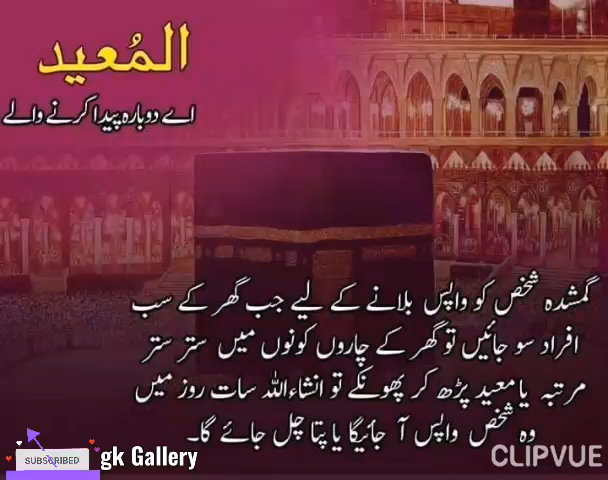 المُعید
اے دوبارہ پیدا کرنے والے
گمشدہ شخص کو واپس بلانے کے لیے جب گھر کے سب
افراد سو جائیں تو گھر کے چاروں کونوں میں ستر ستر
مرتبہ یا معید پڑھ کر پھونکے تو انشاءاللہ سات روز میں
وہ شخص واپس آ جائیگا یا پتا چل جائے گا۔
SUBSCRIBED
gk Gallery
CLIPVUE